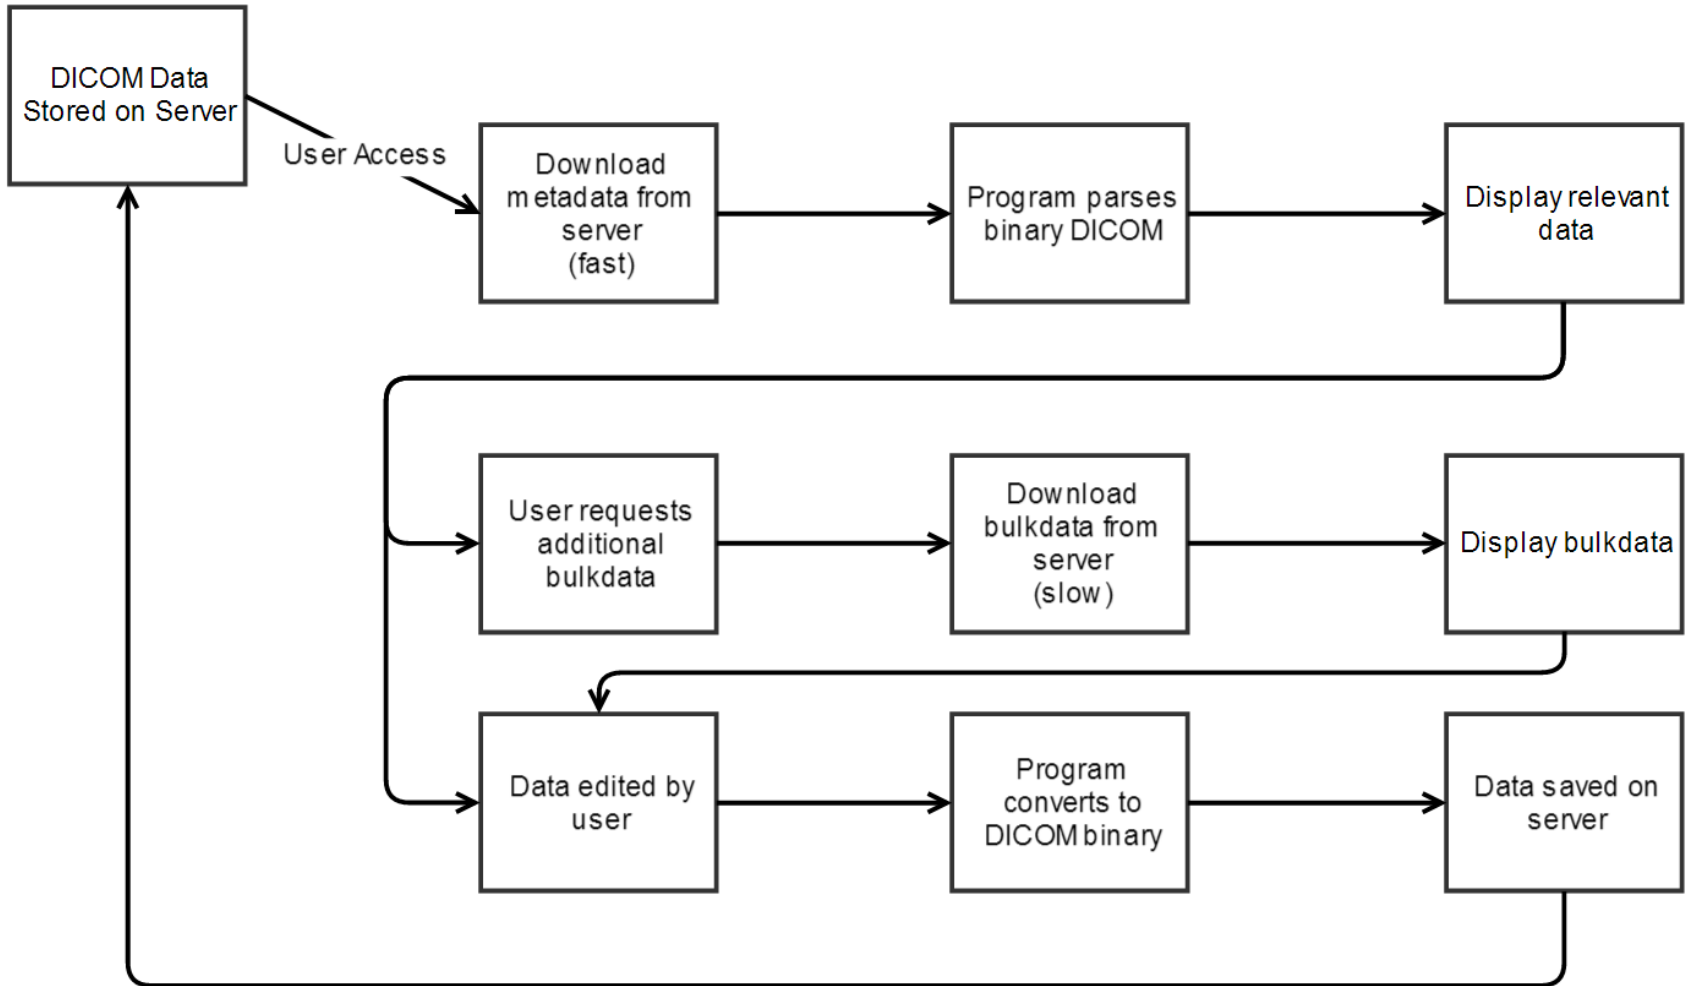 DICOM Data
Stored on Server
User Access
Download
metadata from
server
(fast)
Program parses
binary DICOM
Display relevant
data
User requests
additional
bulkdata
Download
bulkdata from
server
(slow)
Display bulkdata
Data edited by
user
Program
converts to
DICOM binary
Data saved on
server